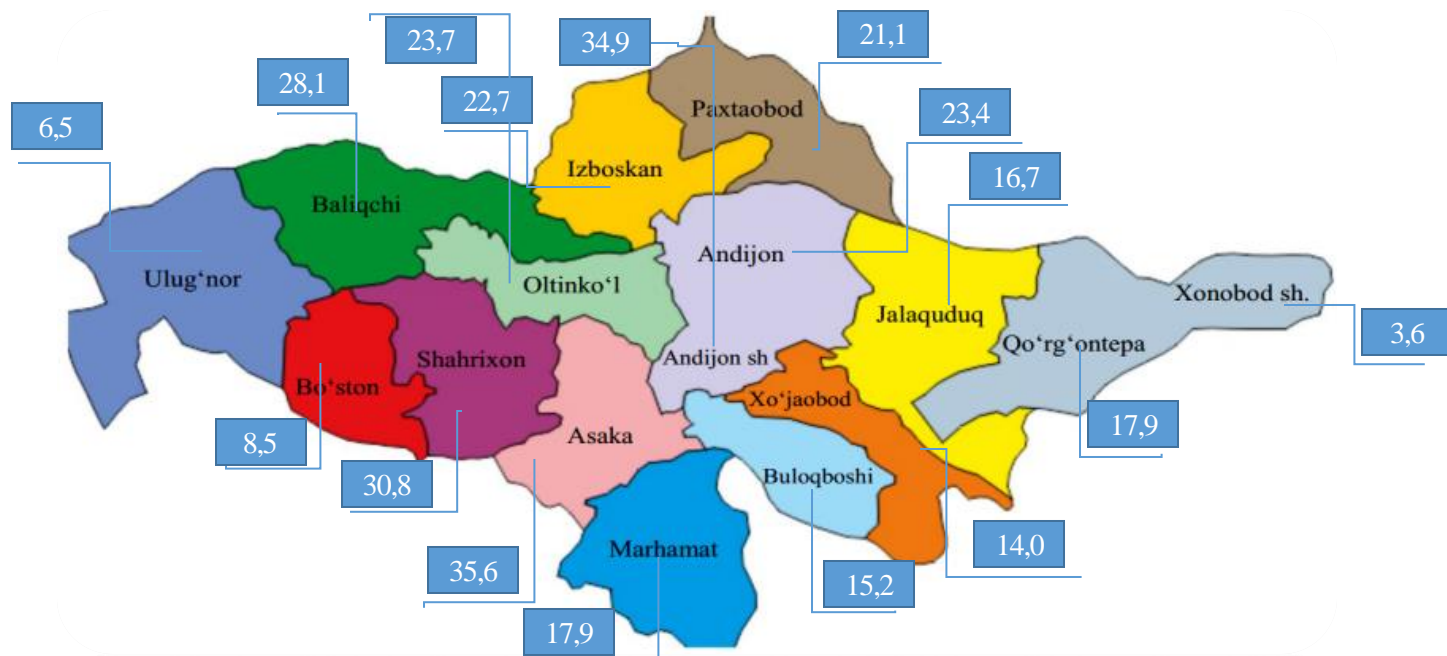 23,7
34,9
21,1
28,1
22,7
6,5
Paxtaobod
23,4
Izboskan
16,7
Baliqchi
Andijon
Ulug‘nor
Oltinko‘l
Xonobod sh.
Jalaquduq
3,6
Qo‘rg‘ontepa
Shahrixon
Andijon sh
Bo‘ston
Xo‘jaobod
8,5
Asaka
17,9
30,8
Buloqboshi
Marhamat
14,0
35,6
15,2
17,9